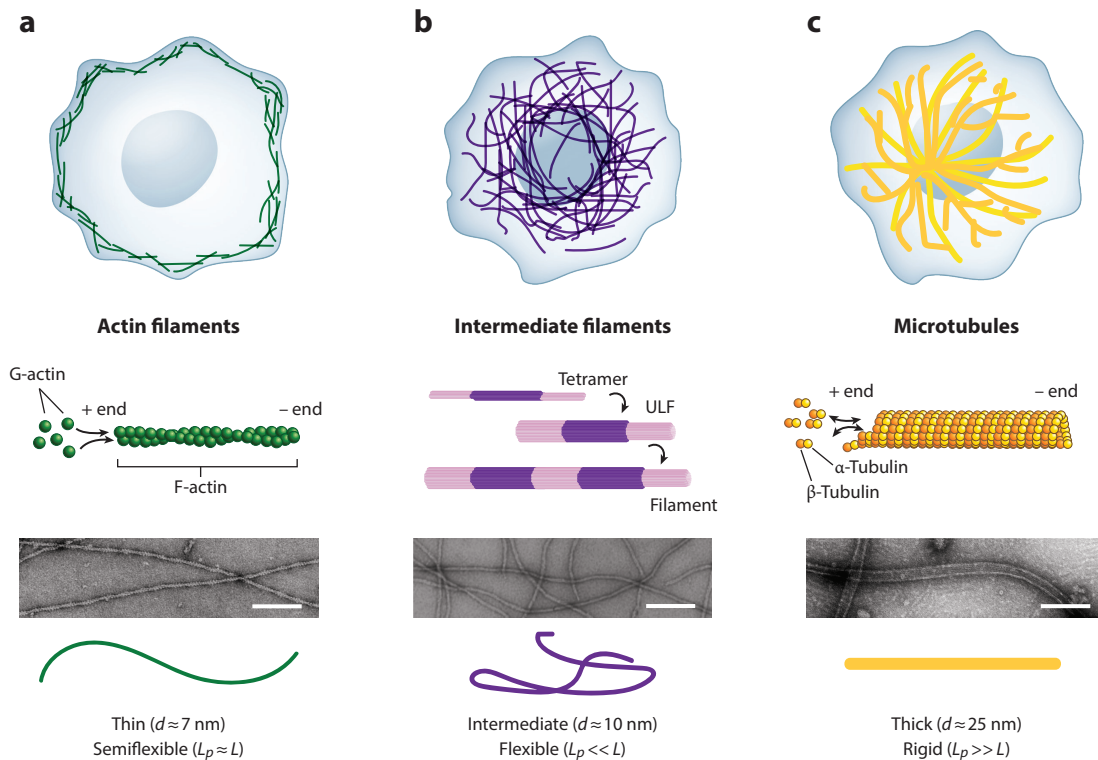 a
b
c
Actin filaments
Intermediate filaments
Microtubules
G-actin
+ end
– end
F-actin
Tetramer
ULF
Filament
+ end
– end
α-Tubulin
β-Tubulin
Thin (d ≈ 7 nm)
Semiflexible (Lp ≈ L)
Intermediate (d ≈ 10 nm)
Flexible (Lp << L)
Thick (d ≈ 25 nm)
Rigid (Lp >> L)